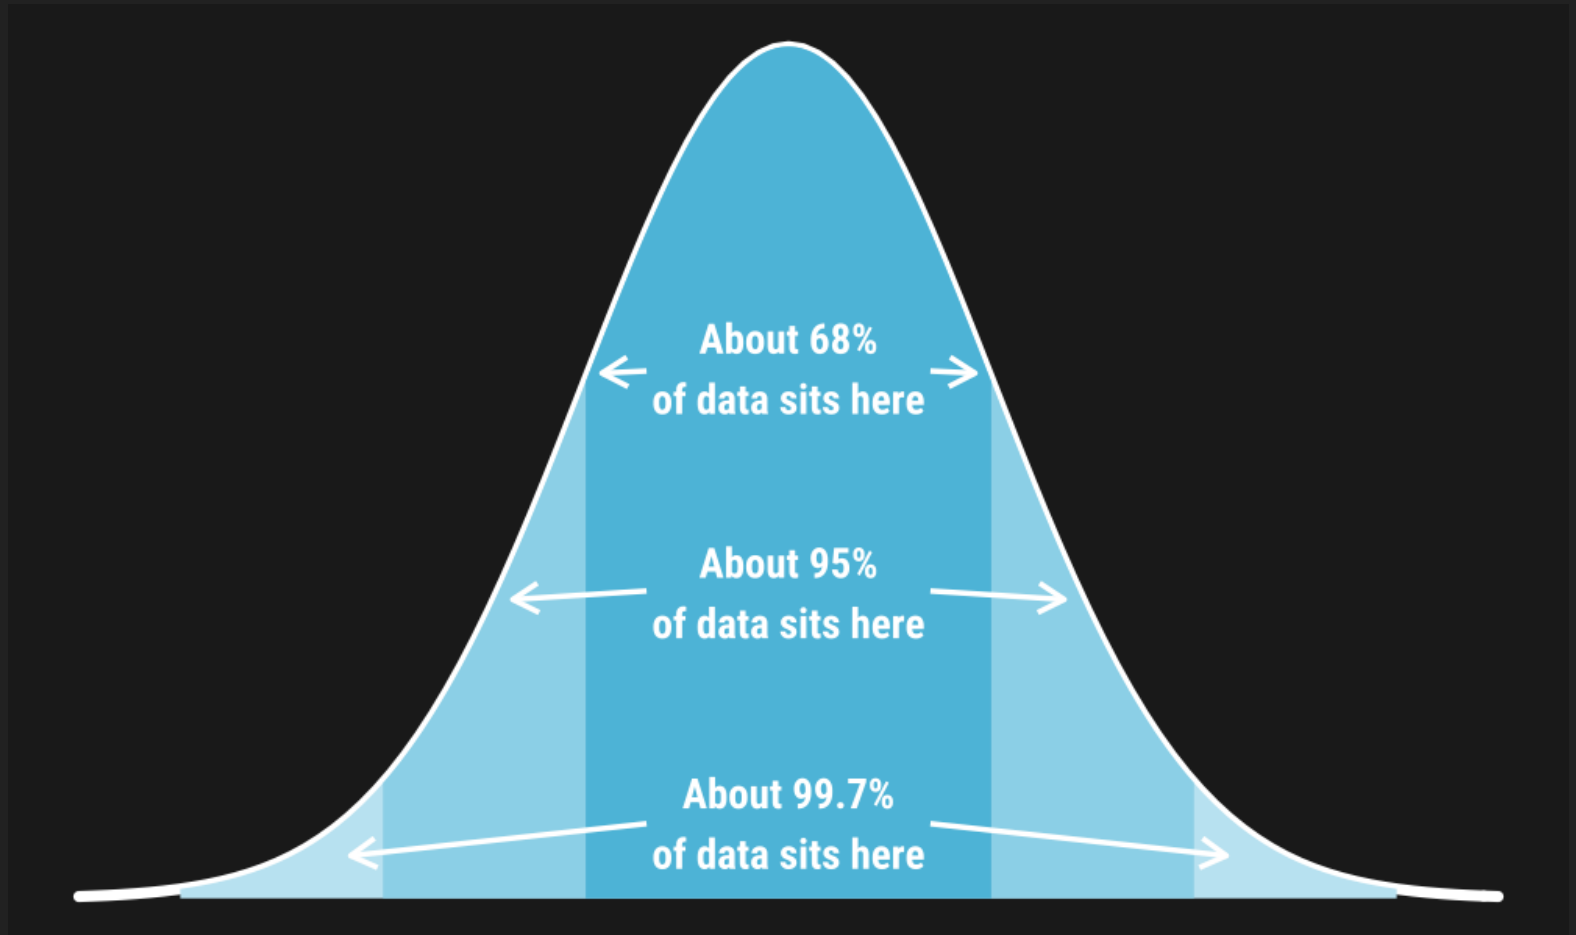 About 68%
of data sits here
About 95%
of data sits here
About 99.7%
of data sits here